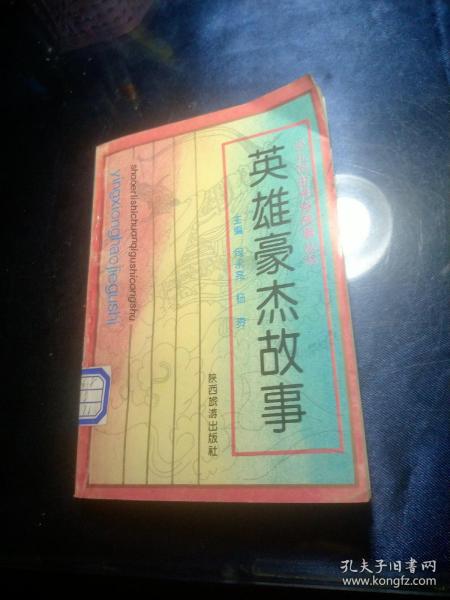 英雄豪杰故事
主编
陕西旅游出版社
shaoerlishichuanqigushicongshu
yingxionghaojiegushi
孔夫子旧书网
www.kongfz.com